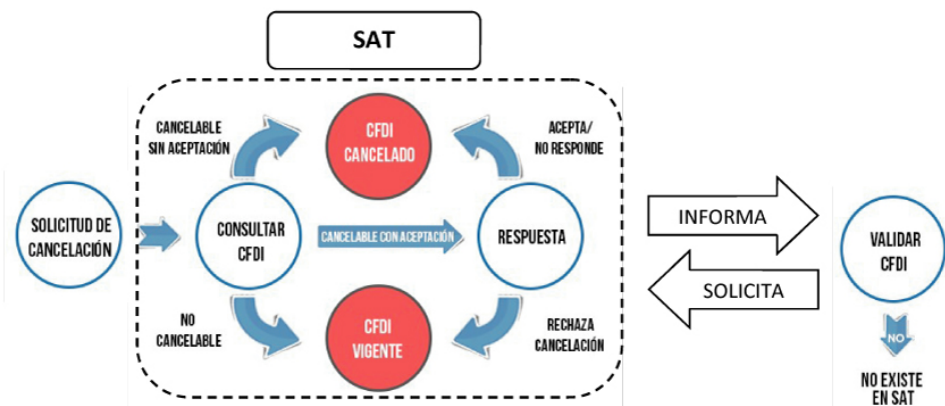 SAT
CANCELABLE
SIN ACEPTACIÓN
CFDI
CANCELADO
ACEPTA/
NO RESPONDE
SOLICITUD DE
CANCELACIÓN
CONSULTAR
CFDI
CANCELABLE CON ACEPTACIÓN
RESPUESTA
INFORMA
SOLICITA
VALIDAR
CFDI
NO
CANCELABLE
CFDI
VIGENTE
RECHAZA
CANCELACIÓN
NO
NO EXISTE
EN SAT